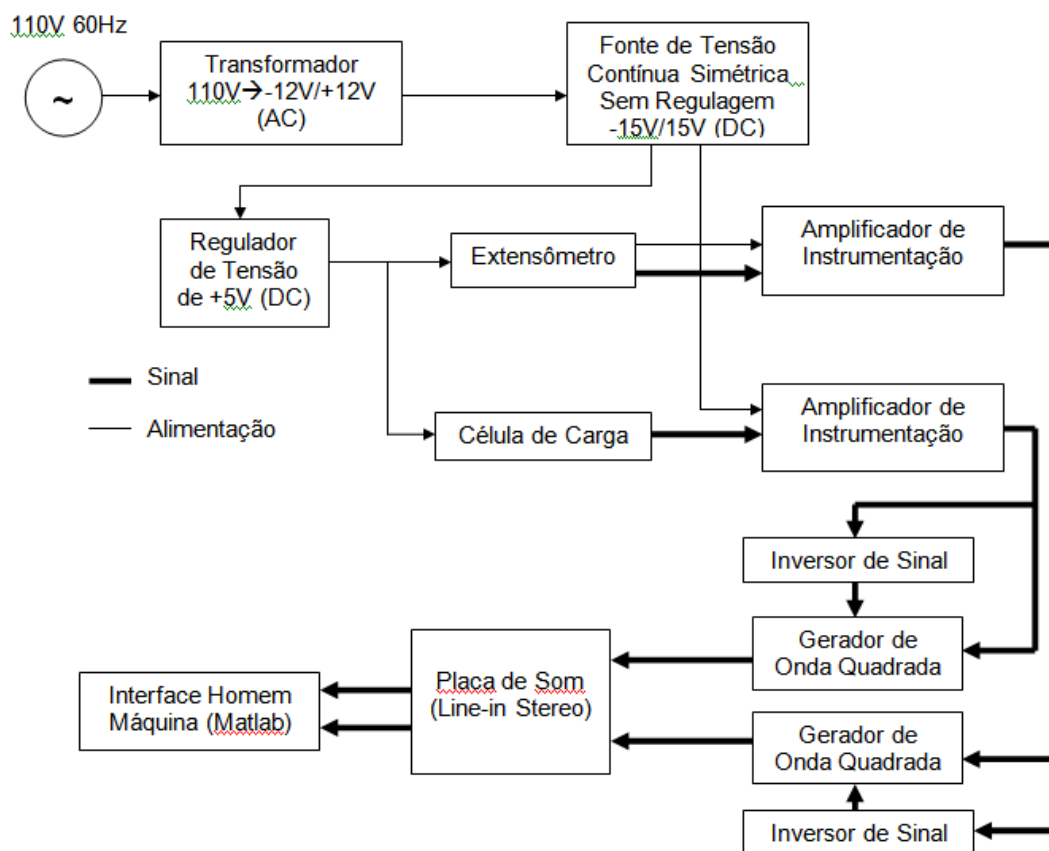 110V 60Hz
~
Transformador
110V→-12V/+12V
(AC)
Fonte de Tensão
Contínua Simétrica
Sem Regulagem
-15V/15V (DC)
Regulador
de Tensão
de +5V (DC)
Extensômetro
Amplificador de
Instrumentação
Sinal
Alimentação
Célula de Carga
Amplificador de
Instrumentação
Inversor de Sinal
Gerador de
Onda Quadrada
Placa de Som
(Line-in Stereo)
Interface Homem
Máquina (Matlab)
Gerador de
Onda Quadrada
Inversor de Sinal